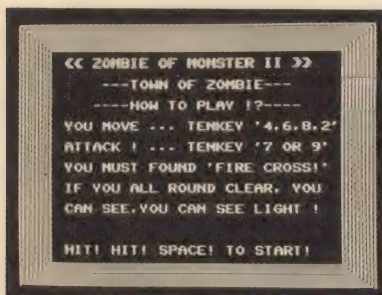 << ZOMBIE OF MONSTER II >>
---TOWN OF ZOMBIE---
----HOW TO PLAY !?----
YOU MOVE ... TENKEY '4,6,8,2'
ATTACK ! ... TENKEY '7 OR 9'
YOU MUST FOUND 'FIRE CROSS!'
IF YOU ALL ROUND CLEAR, YOU
CAN SEE.YOU CAN SEE LIGHT !
HIT! HIT! SPACE! TO START!